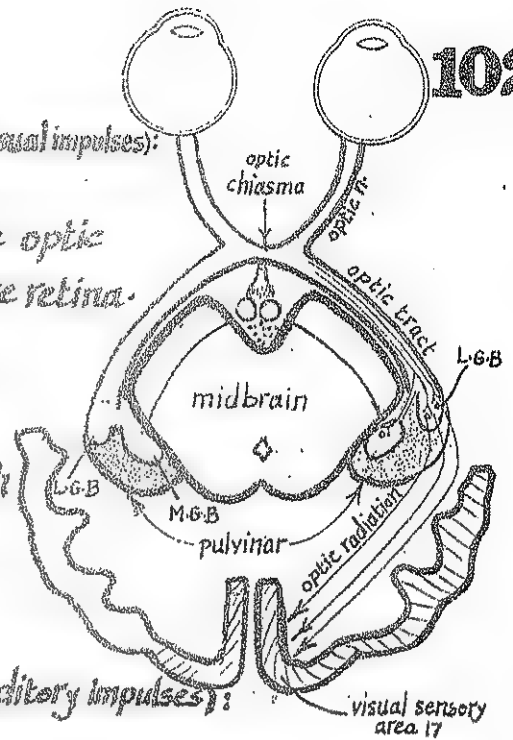 102
sual impulses):
optic
chiasma
optic n.
optic
e retina.
optic tract
L.G.B
midbrain
L.G.B
M.G.B
pulvinar
optic radiation
ditory impulses):
visual sensory
area 17